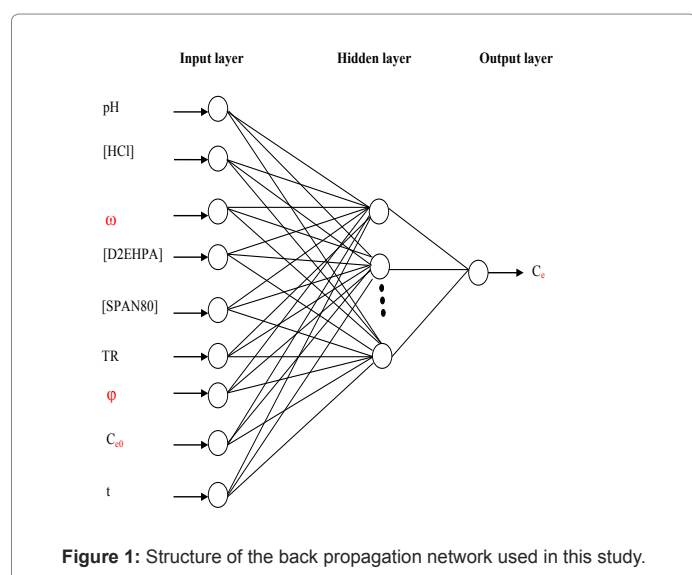 Input layer Hidden layer Output layer
pH
[HCl]
ω
[D2EHPA]
[SPAN80]
TR
φ
Ce0
t
Ce
Figure 1: Structure of the back propagation network used in this study.